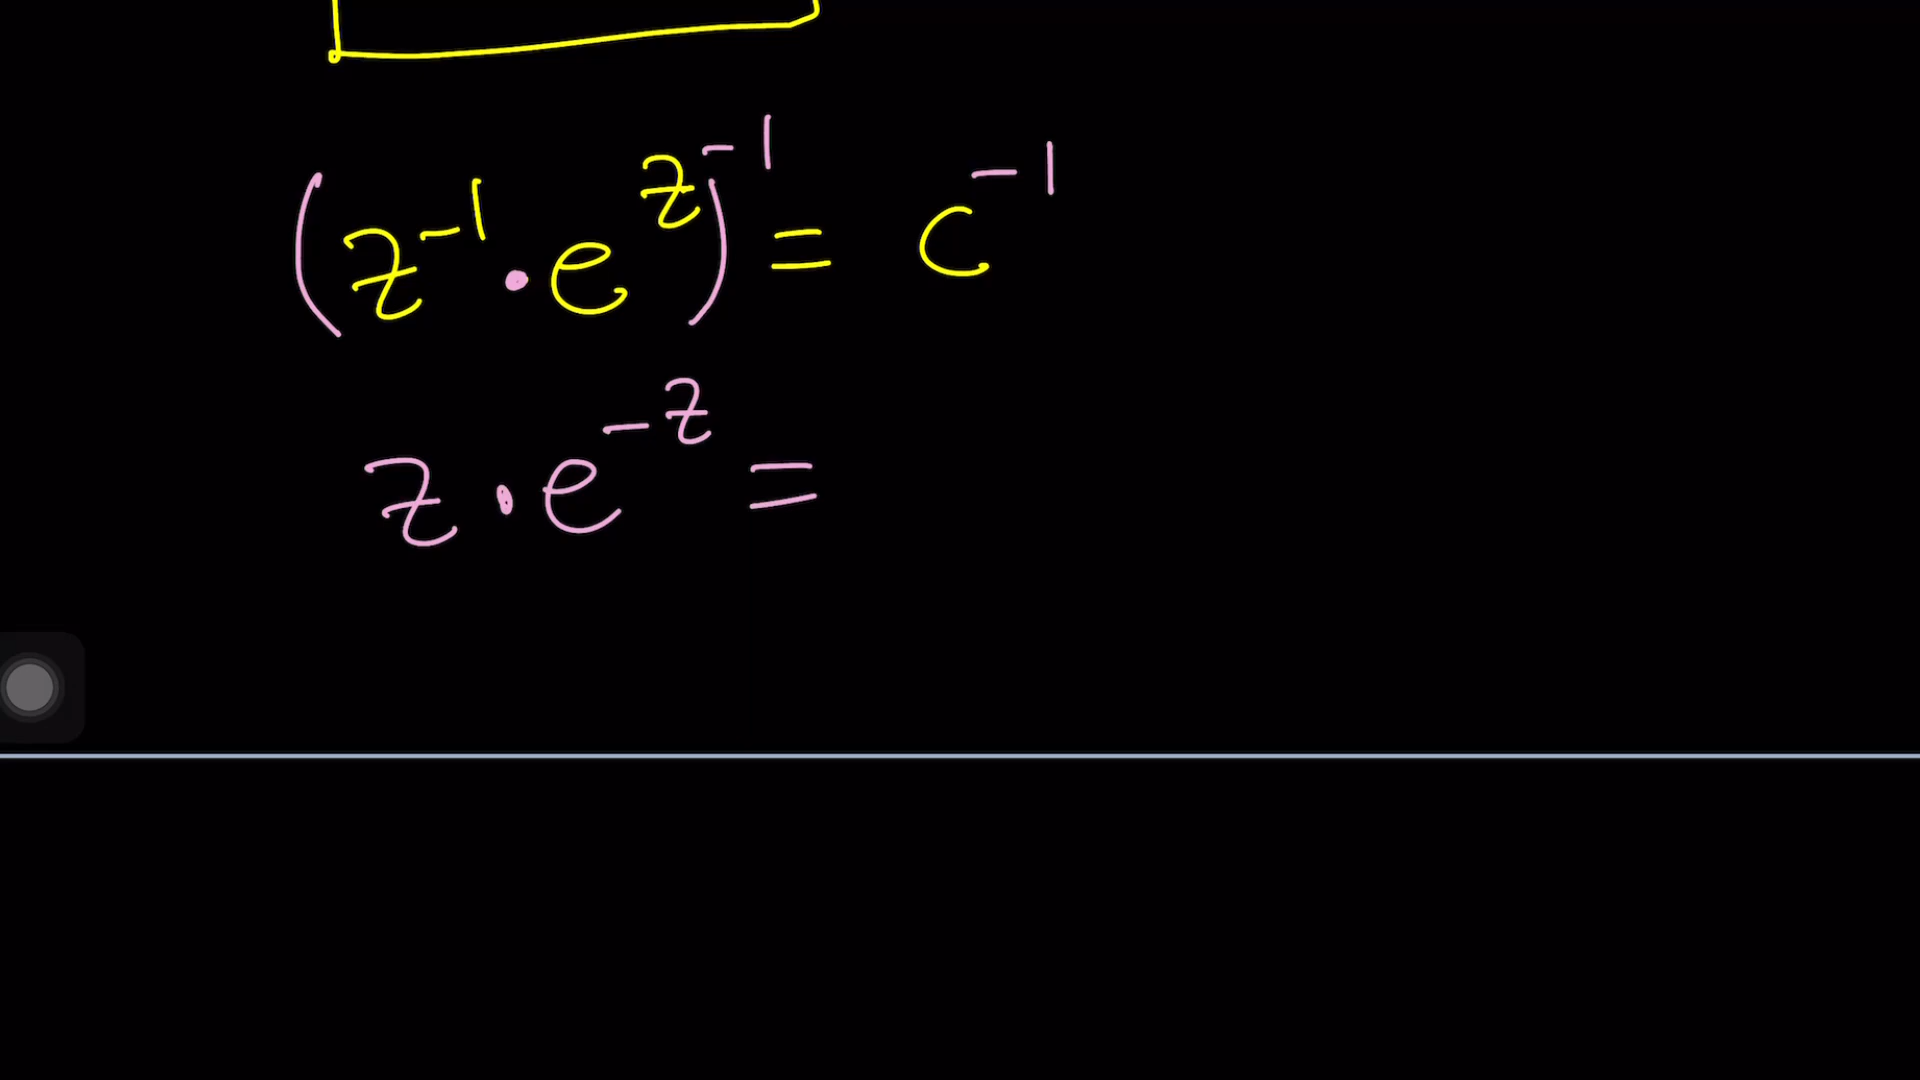 (z⁻¹ · e^z)⁻¹ = c⁻¹
z · e^-z =